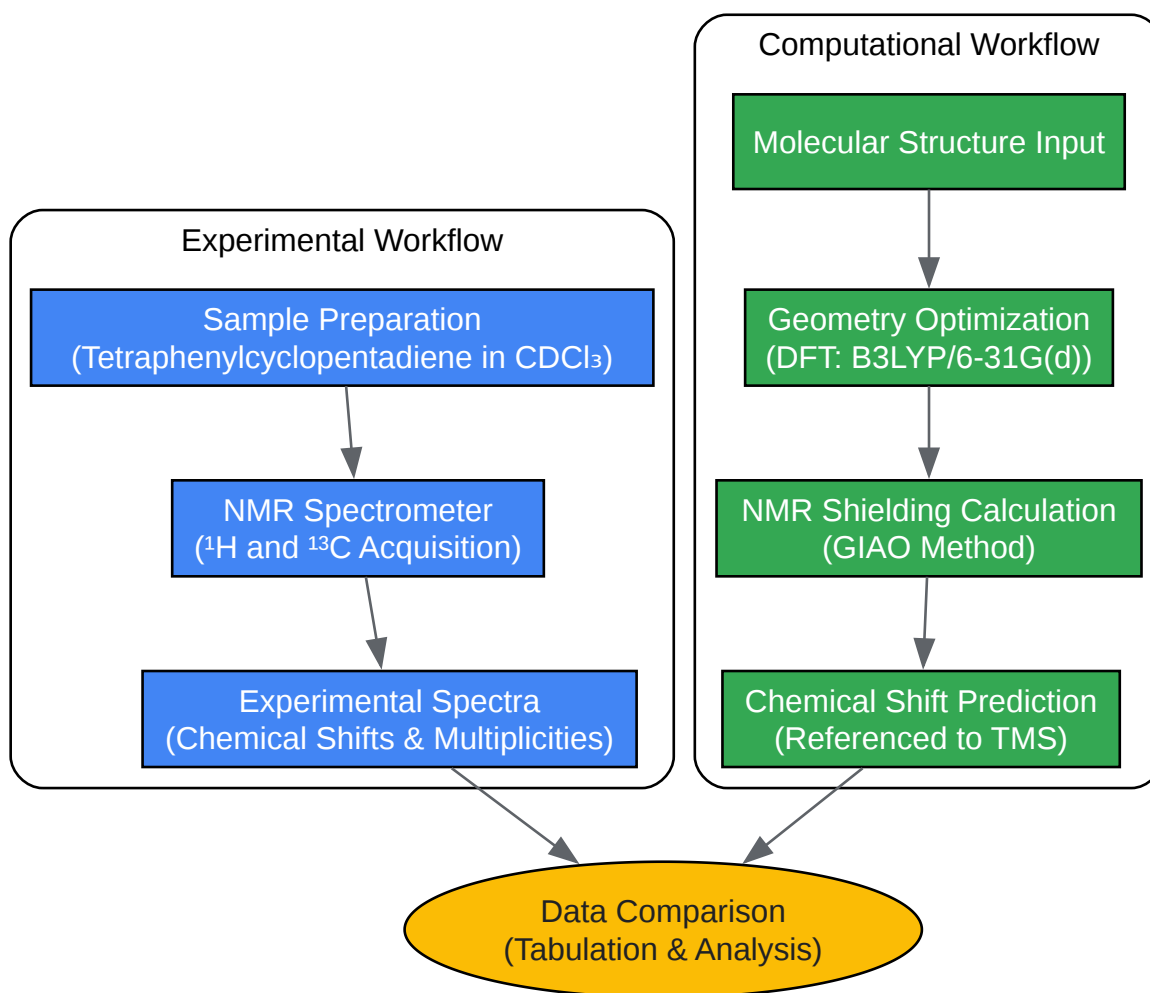 Computational Workflow
Molecular Structure Input
Experimental Workflow
Sample Preparation
(Tetraphenylcyclopentadiene in CDCl₃)
Geometry Optimization
(DFT: B3LYP/6-31G(d))
NMR Spectrometer
(¹H and ¹³C Acquisition)
NMR Shielding Calculation
(GIAO Method)
Experimental Spectra
(Chemical Shifts & Multiplicities)
Chemical Shift Prediction
(Referenced to TMS)
Data Comparison
(Tabulation & Analysis)